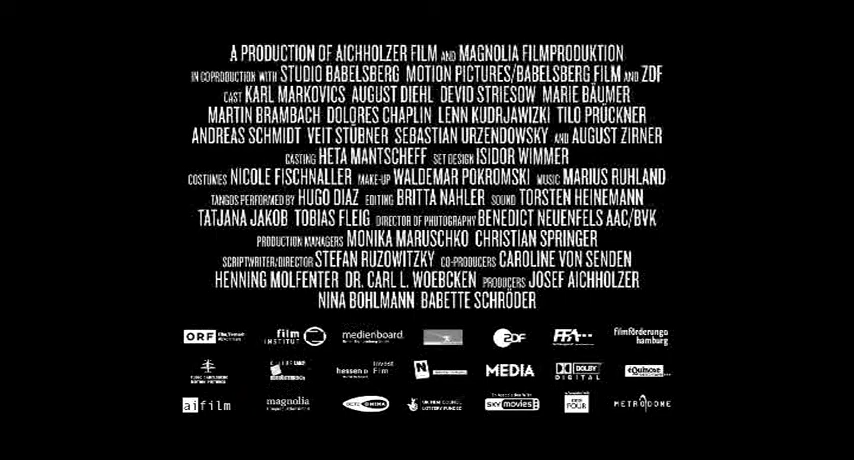 A PRODUCTION OF AICHHOLZER FILM AND MAGNOLIA FILMPRODUKTION
IN COPRODUCTION WITH STUDIO BABELSBERG MOTION PICTURES/BABELSBERG FILM AND ZDF
CAST KARL MARKOVICS AUGUST DIEHL DEVID STRIESOW MARIE BÄUMER
MARTIN BRAMBACH DOLORES CHAPLIN LENN KUDRJAWIZKI TILO PRÜCKNER
ANDREAS SCHMIDT VEIT STÜBNER SEBASTIAN URZENDOWSKY AND AUGUST ZIRNER
CASTING HETA MANTSCHEFF SET DESIGN ISIDOR WIMMER
COSTUMES NICOLE FISCHNALLER MAKE-UP WALDEMAR POKROMSKI MUSIC MARIUS RUHLAND
TANGOS PERFORMED BY HUGO DIAZ EDITING BRITTA NAHLER SOUND TORSTEN HEINEMANN
TATJANA JAKOB TOBIAS FLEIG DIRECTOR OF PHOTOGRAPHY BENEDICT NEUENFELS AAC/BVK
PRODUCTION MANAGERS MONIKA MARUSCHKO CHRISTIAN SPRINGER
SCRIPTWRITER/DIRECTOR STEFAN RUZOWITZKY CO-PRODUCERS CAROLINE VON SENDEN
HENNING MOLFENTER DR. CARL L. WOEBCKEN PRODUCERS JOSEF AICHHOLZER
NINA BOHLMANN BABETTE SCHRÖDER
ORF film INSTITUT medienboard ZDF FFA filmförderung hamburg
hessen invest Film N MEDIA DOLBY DIGITAL equinoxe
aifilm magnolia UK FILM COUNCIL LOTTERY FUNDED SKY movies FOUR METRODOME